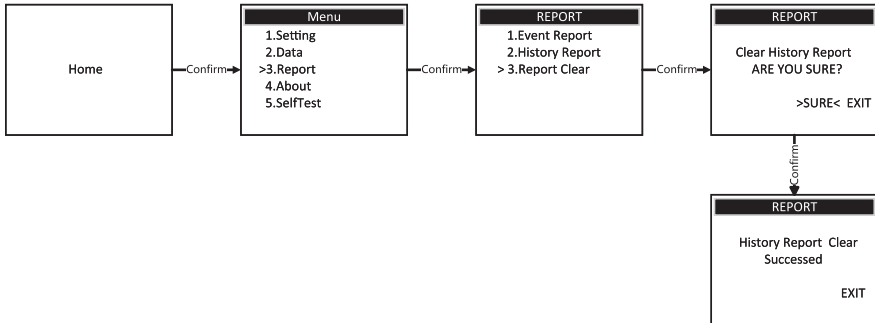 Home
Confirm
Menu
1.Setting
2.Data
>3.Report
4.About
5.SelfTest
Confirm
REPORT
1.Event Report
2.History Report
> 3.Report Clear
Confirm
REPORT
Clear History Report
ARE YOU SURE?
>SURE< EXIT
Confirm
REPORT
History Report Clear
Successed
EXIT